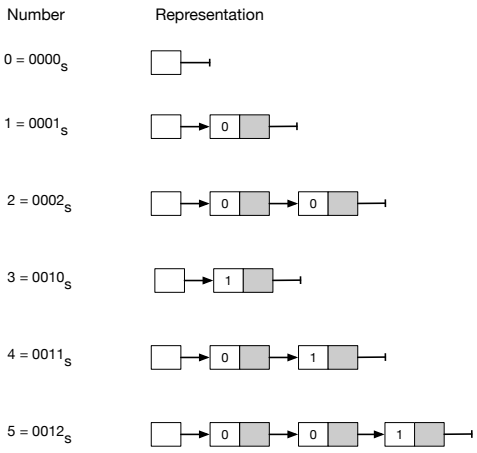 Number Representation
0 = 0000s
1 = 0001s 0
2 = 0002s 0 0
3 = 0010s 1
4 = 0011s 0 1
5 = 0012s 0 0 1